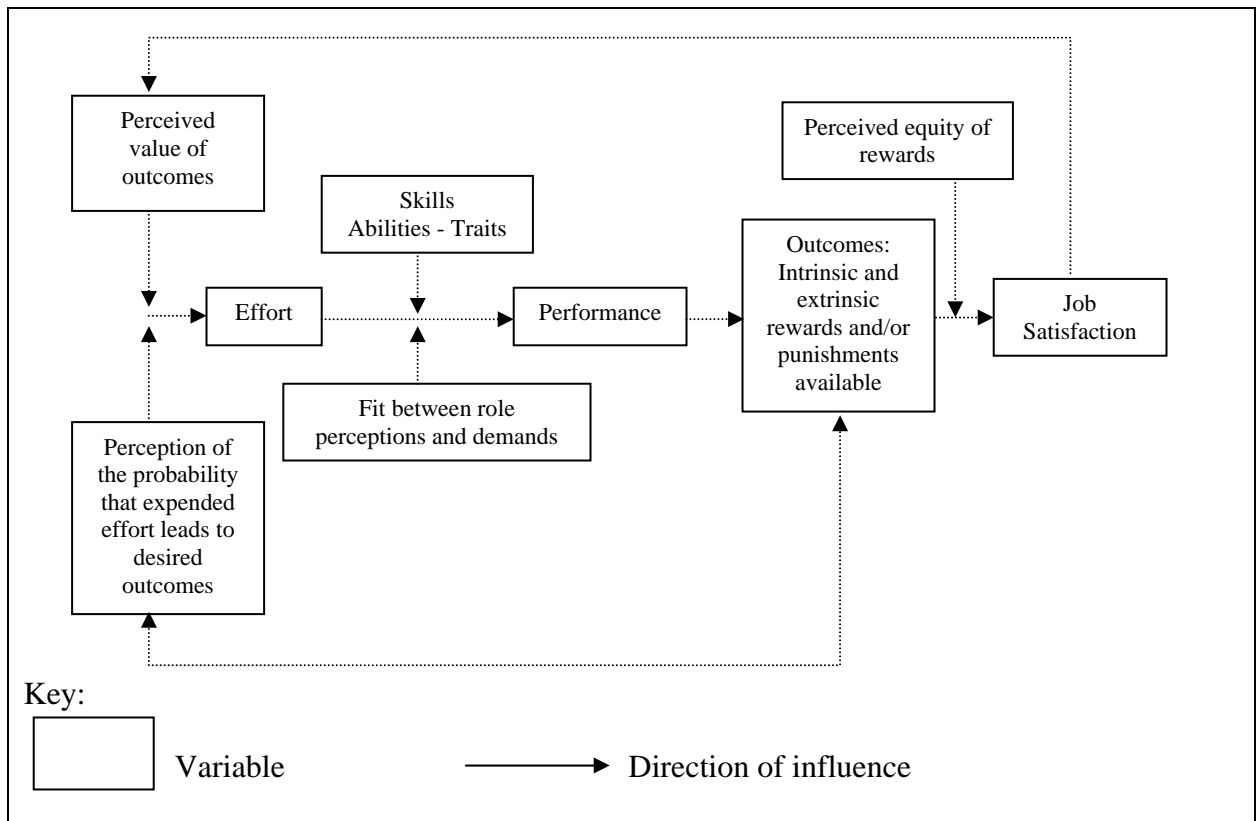 Perceived
value of
outcomes
Perceived equity of
rewards
Skills
Abilities - Traits
Outcomes:
Intrinsic and
extrinsic
rewards and/or
punishments
available
Effort
Performance
Job
Satisfaction
Fit between role
perceptions and demands
Perception of
the probability
that expended
effort leads to
desired
outcomes
Key:
Variable
Direction of influence